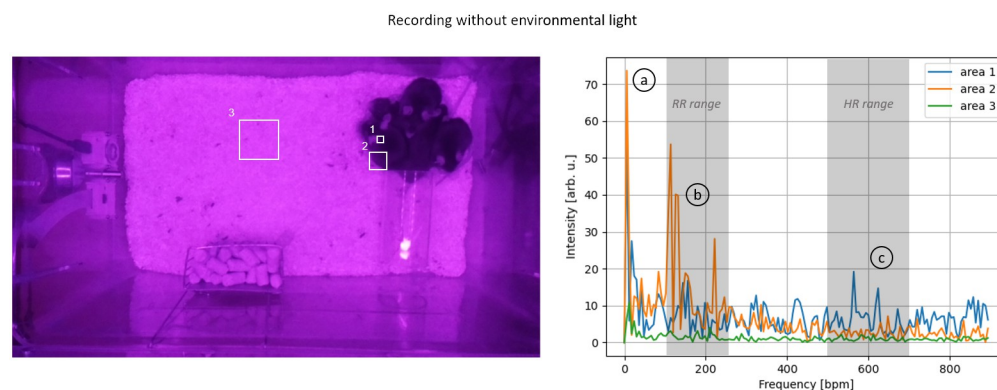 Recording without environmental light
3
1
2
70
60
50
40
30
20
10
0
Intensity [arb. u.]
a
b
c
RR range
HR range
area 1
area 2
area 3
0
200
400
600
800
Frequency [bpm]